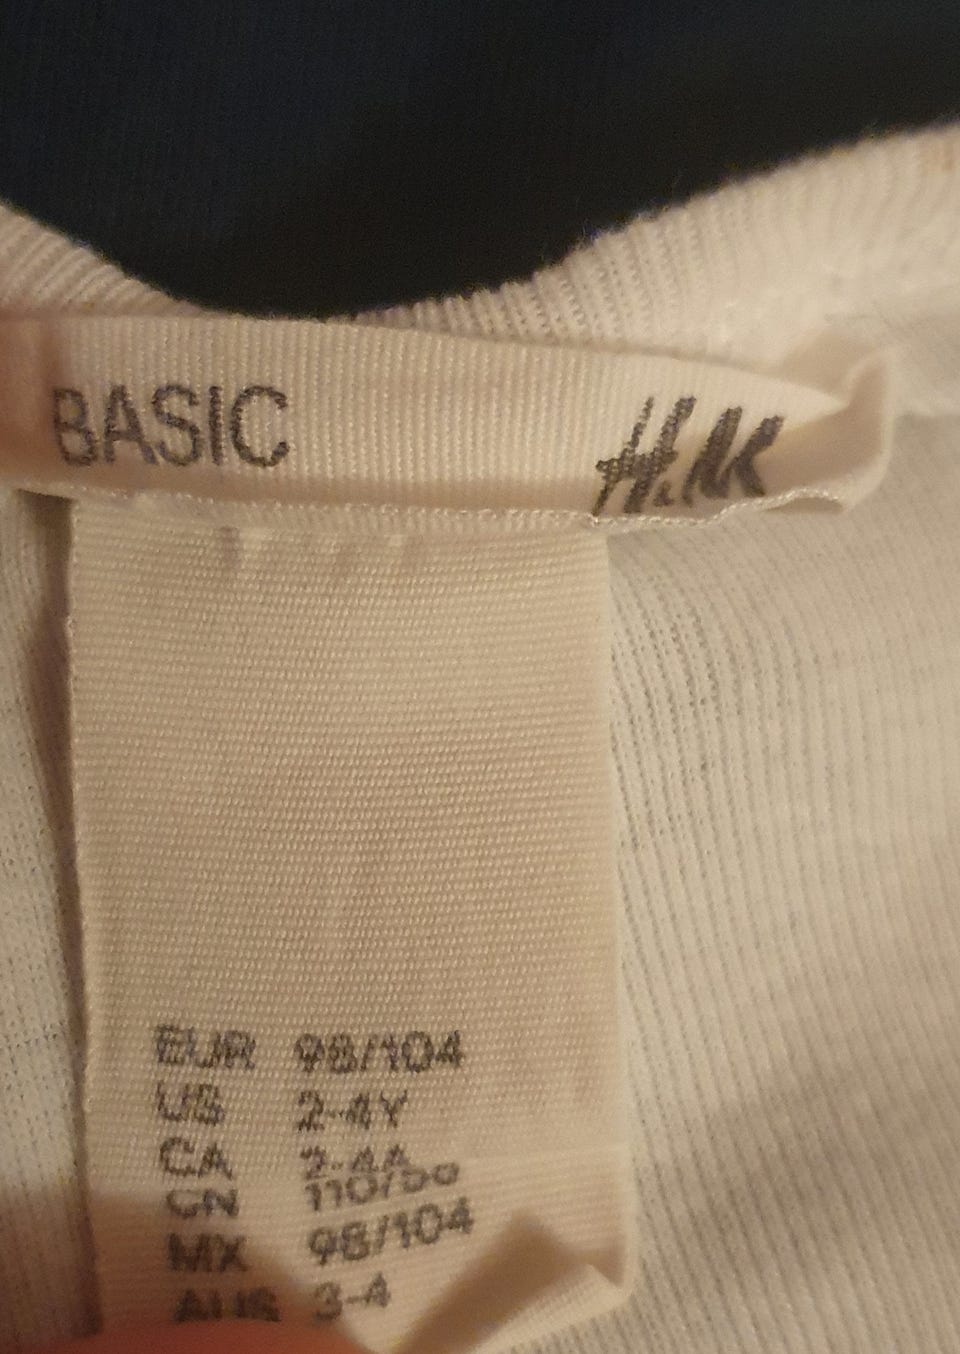 BASIC H.M
EUR 98/104
US 2-4Y
CA 2-4A
CN 110/56
MX 98/104
AUS 3-4